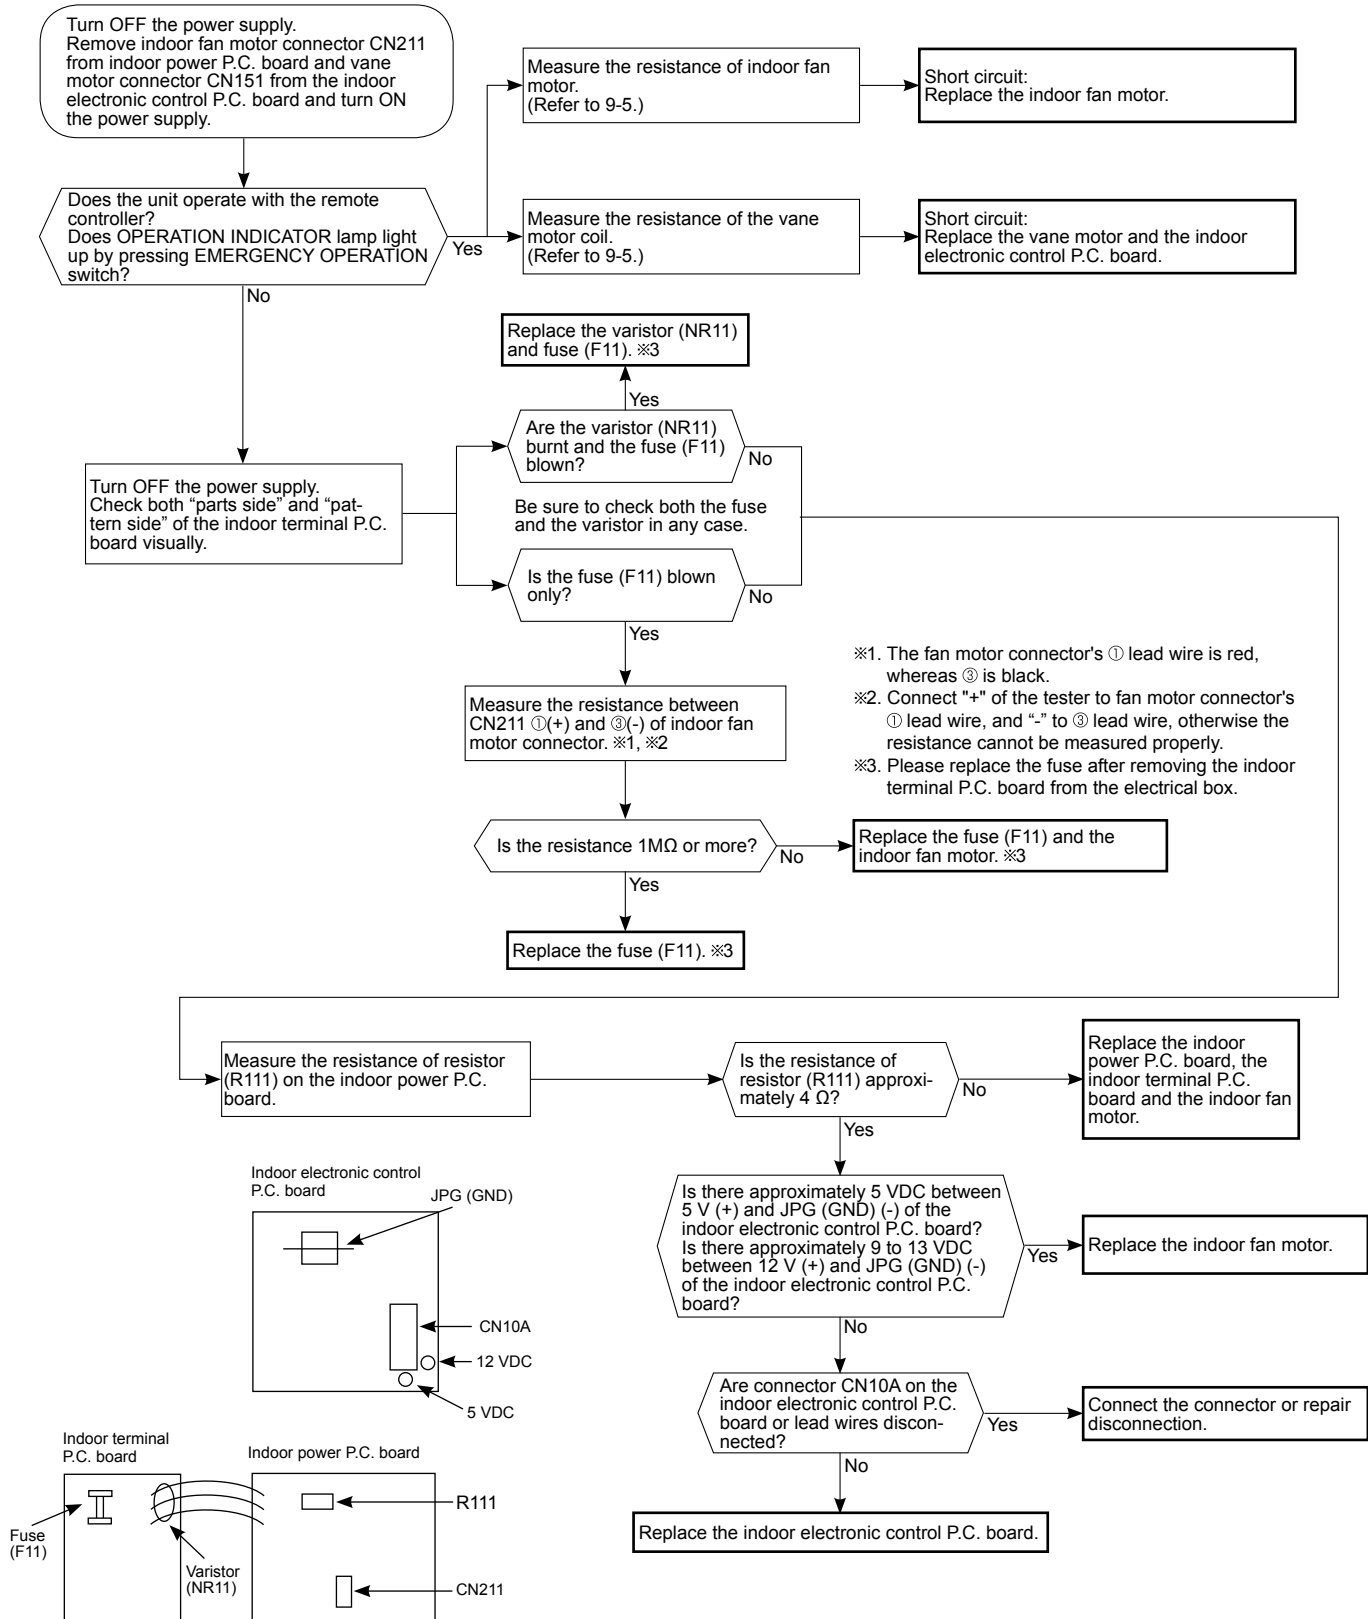 Turn OFF the power supply.
Remove indoor fan motor connector CN211
from indoor power P.C. board and vane
motor connector CN151 from the indoor
electronic control P.C. board and turn ON
the power supply.
Measure the resistance of indoor fan
motor.
(Refer to 9-5.)
Short circuit:
Replace the indoor fan motor.
Does the unit operate with the remote
controller?
Does OPERATION INDICATOR lamp light
up by pressing EMERGENCY OPERATION
switch?
Yes
Measure the resistance of the vane
motor coil.
(Refer to 9-5.)
Short circuit:
Replace the vane motor and the indoor
electronic control P.C. board.
No
Replace the varistor (NR11)
and fuse (F11). ※3
Yes
Are the varistor (NR11)
burnt and the fuse (F11)
blown?
No
Turn OFF the power supply.
Check both “parts side” and “pat-
tern side” of the indoor terminal P.C.
board visually.
Be sure to check both the fuse
and the varistor in any case.
Is the fuse (F11) blown
only?
No
Yes
※1. The fan motor connector's ① lead wire is red,
whereas ③ is black.
※2. Connect "+" of the tester to fan motor connector's
① lead wire, and “-” to ③ lead wire, otherwise the
resistance cannot be measured properly.
※3. Please replace the fuse after removing the indoor
terminal P.C. board from the electrical box.
Measure the resistance between
CN211 ①(+) and ③(-) of indoor fan
motor connector. ※1, ※2
Is the resistance 1MΩ or more?
No
Replace the fuse (F11) and the
indoor fan motor. ※3
Yes
Replace the fuse (F11). ※3
Measure the resistance of resistor
(R111) on the indoor power P.C.
board.
Is the resistance of
resistor (R111) approxi-
mately 4 Ω?
No
Replace the indoor
power P.C. board, the
indoor terminal P.C.
board and the indoor fan
motor.
Yes
Is there approximately 5 VDC between
5 V (+) and JPG (GND) (-) of the
indoor electronic control P.C. board?
Is there approximately 9 to 13 VDC
between 12 V (+) and JPG (GND) (-)
of the indoor electronic control P.C.
board?
Yes
Replace the indoor fan motor.
No
Are connector CN10A on the
indoor electronic control P.C.
board or lead wires discon-
nected?
Yes
Connect the connector or repair
disconnection.
No
Replace the indoor electronic control P.C. board.
Indoor electronic control
P.C. board
JPG (GND)
CN10A
12 VDC
5 VDC
Indoor terminal
P.C. board
Indoor power P.C. board
R111
Fuse
(F11)
Varistor
(NR11)
CN211